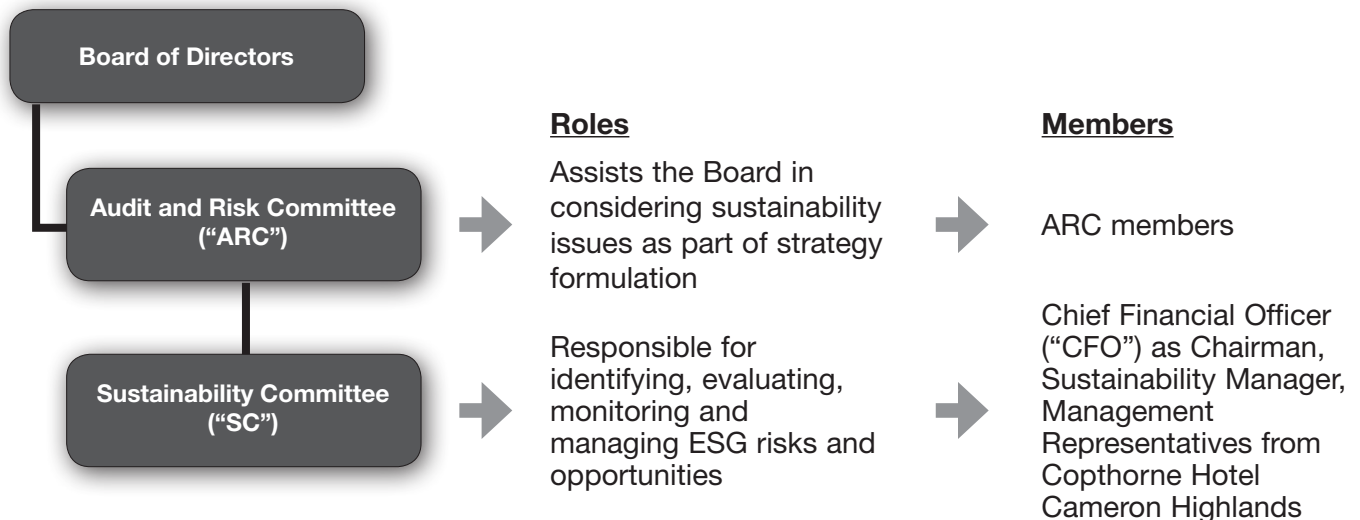 Board of Directors
Roles
Members
Audit and Risk Committee
(“ARC”)
Assists the Board in
considering sustainability
issues as part of strategy
formulation
ARC members
Sustainability Committee
(“SC”)
Responsible for
identifying, evaluating,
monitoring and
managing ESG risks and
opportunities
Chief Financial Officer
(“CFO”) as Chairman,
Sustainability Manager,
Management
Representatives from
Copthorne Hotel
Cameron Highlands